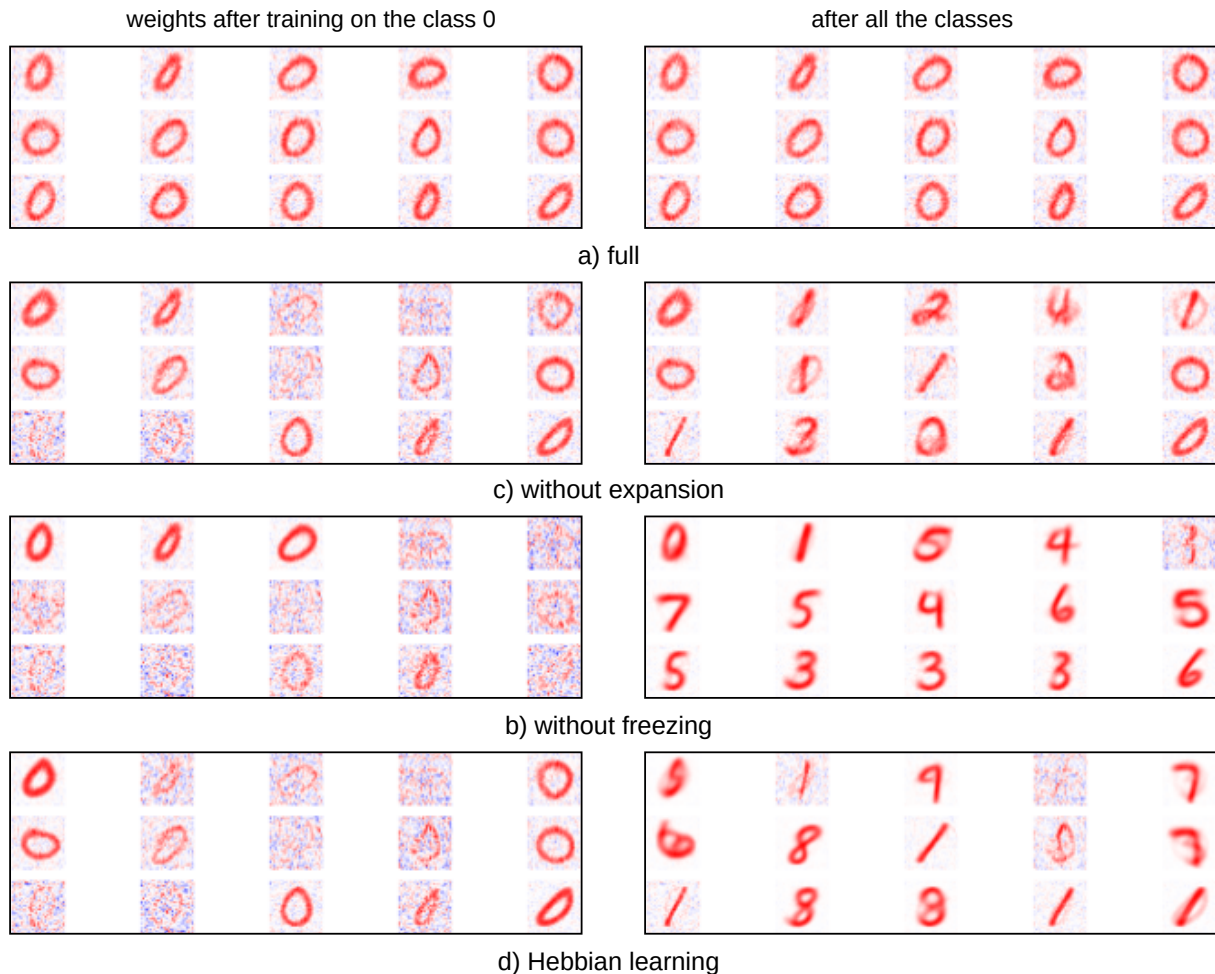 weights after training on the class 0
after all the classes
a) full
c) without expansion
b) without freezing
d) Hebbian learning